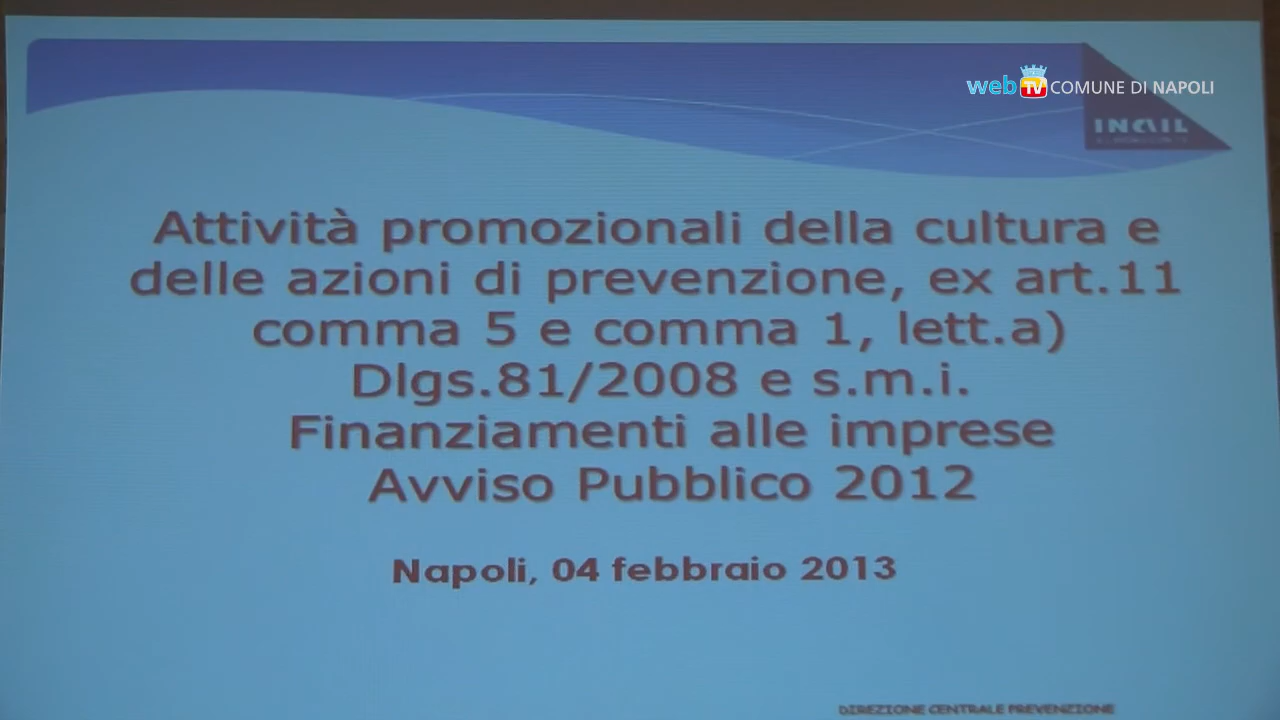 web TV COMUNE DI NAPOLI
INAIL
Attività promozionali della cultura e
delle azioni di prevenzione, ex art.11
comma 5 e comma 1, lett.a)
Dlgs.81/2008 e s.m.i.
Finanziamenti alle imprese
Avviso Pubblico 2012
Napoli, 04 febbraio 2013
DIREZIONE CENTRALE PREVENZIONE